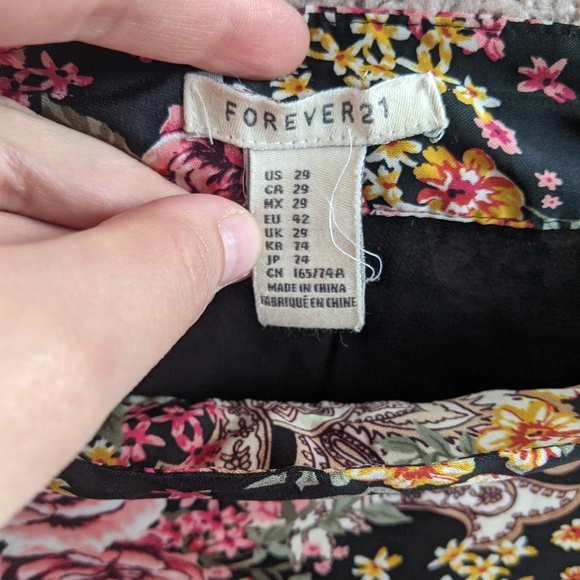 FOREVER21
US 29
CA 29
MX 29
EU 42
UK 29
KR 74
JP 74
CN 165/74A
MADE IN CHINA
FABRIQUÉ EN CHINE